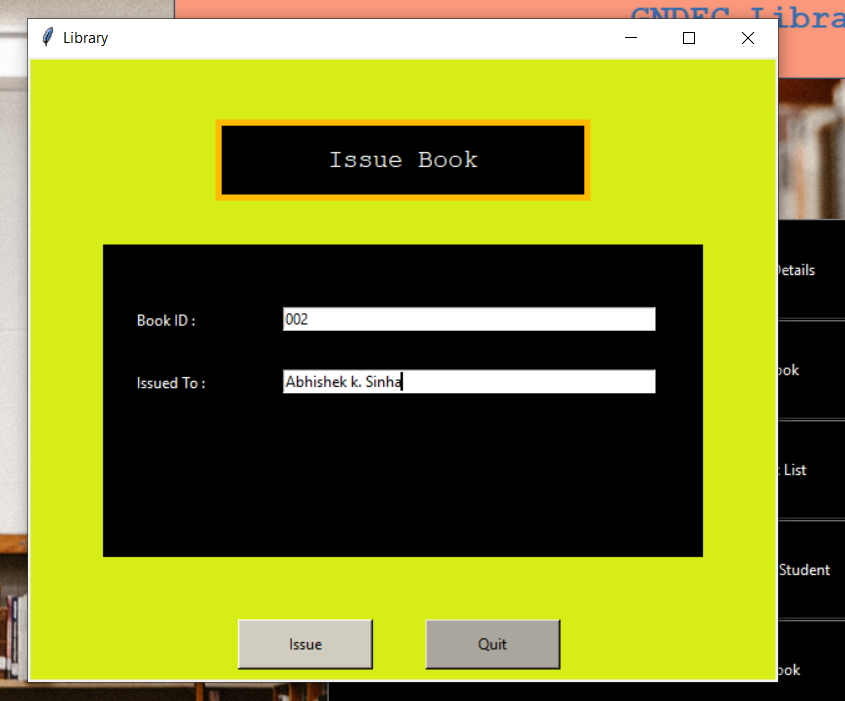 GNDEC Libra
Library
Issue Book
Book ID :
002
Issued To :
Abhishek k. Sinha
Issue
Quit
Details
ook
List
Student
ook